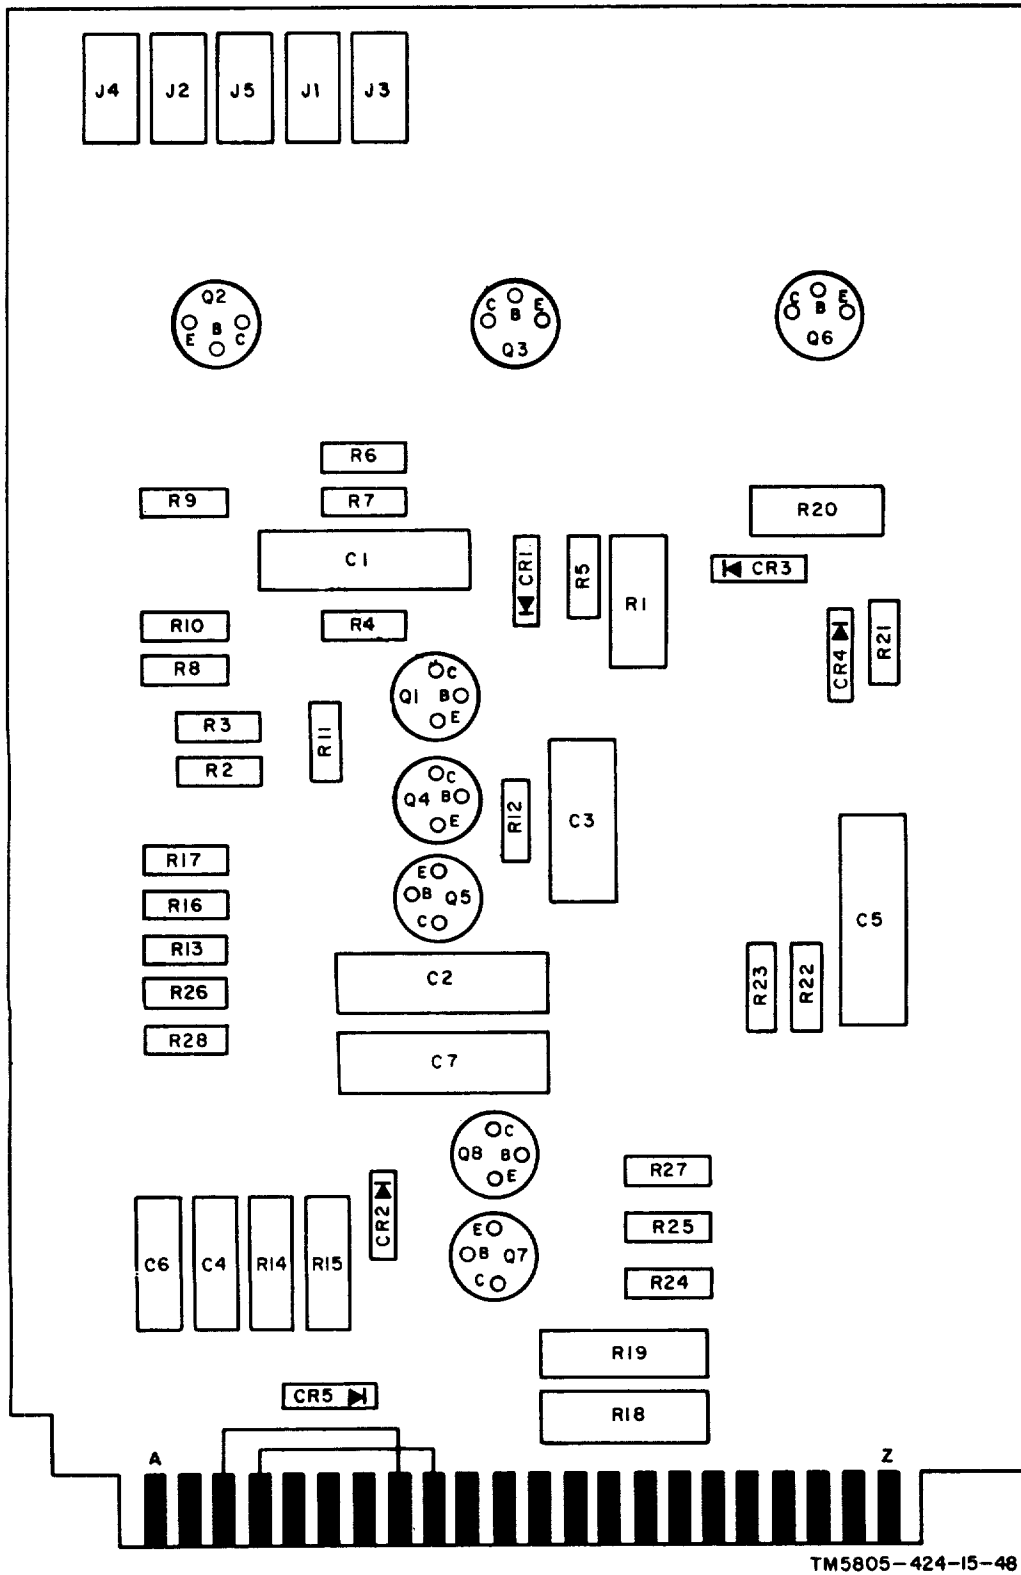 J4 J2 J5 J1 J3
Q2
E B C
C B E
Q3
C B E
Q6
R6
R9 R7 R20
C1
CR1
R5
R1
CR3
R10 R4
CR4
R21
R8
Q1 C B E
R3
R11
R2
Q4 C B E
R12
C3
R17
E B C Q5
R16
C5
R13
C2
R26
R23 R22
R28
C7
Q8 C B E
R27
CR2
R25
E B C Q7
C6 C4 R14 R15
R24
R19
CR5
R18
A Z
TM5805-424-15-48